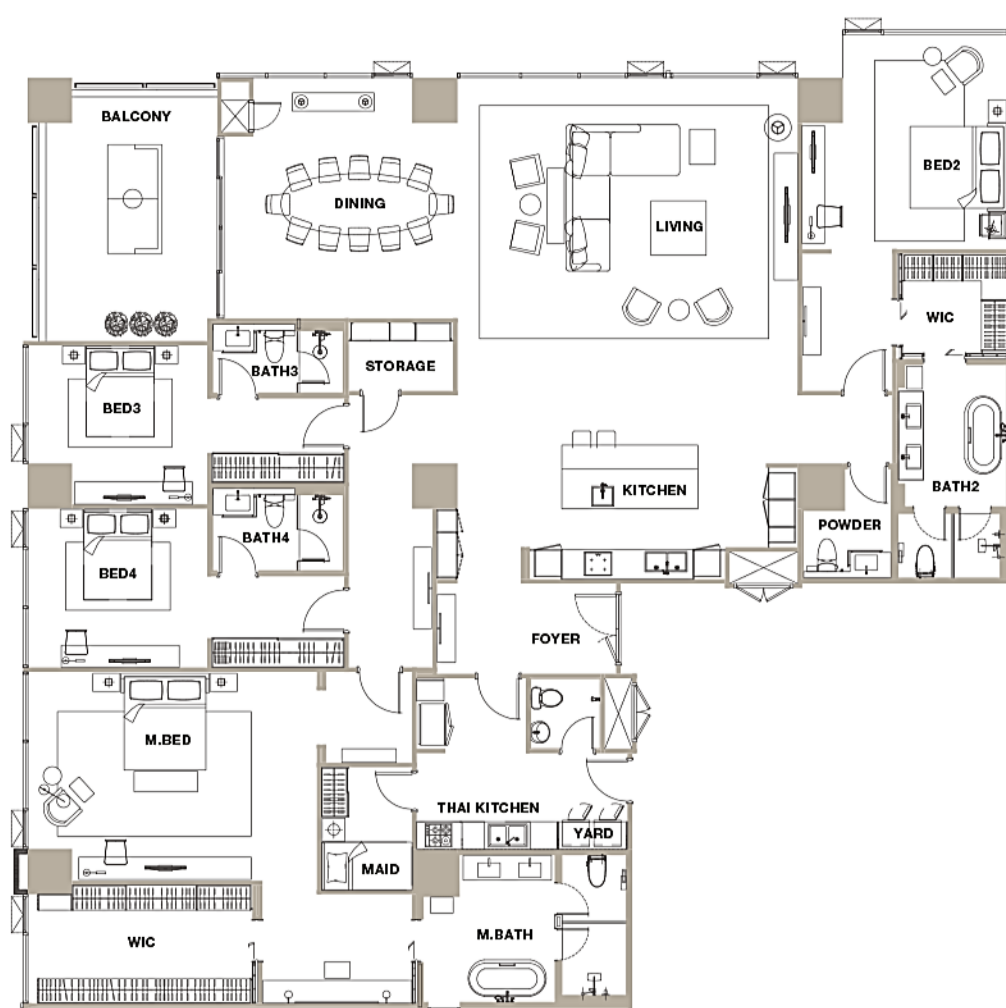 BALCONY
BED2
DINING
LIVING
WIC
BATH3
STORAGE
BED3
KITCHEN
BATH2
POWDER
BATH4
BED4
FOYER
M.BED
THAI KITCHEN
YARD
MAID
M.BATH
WIC